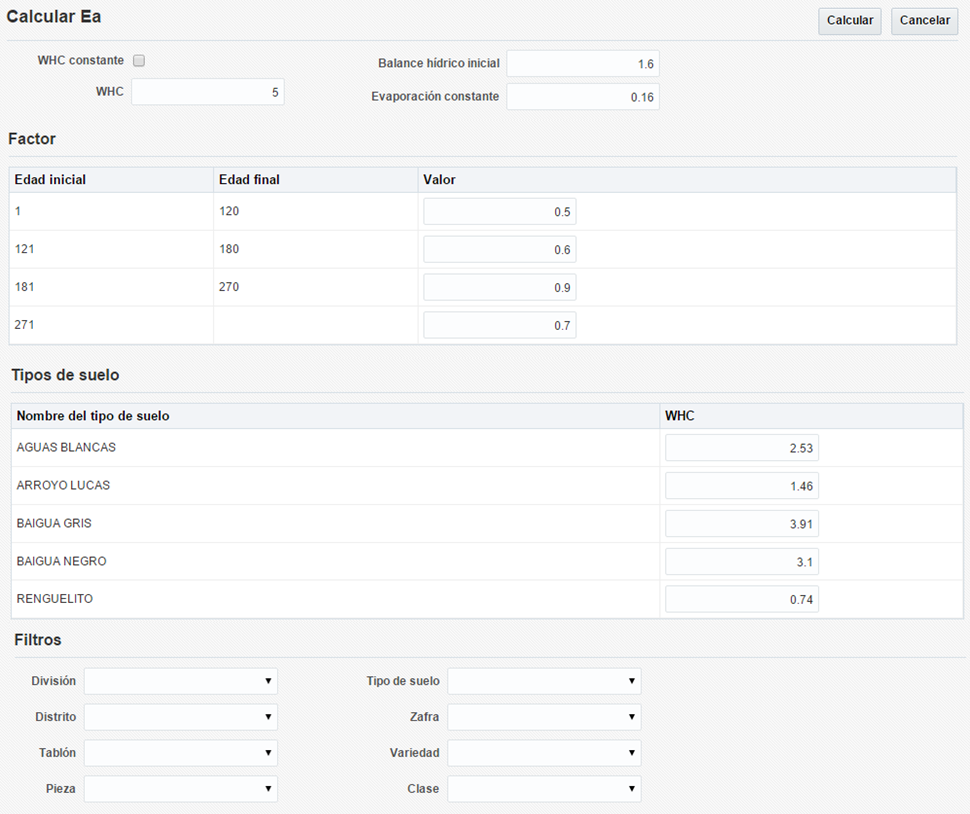 Calcular Ea
Calcular Cancelar
WHC constante Balance hídrico inicial 1.6
WHC 5 Evaporación constante 0.16
Factor
Edad inicial Edad final Valor
1 120 0.5
121 180 0.6
181 270 0.9
271 0.7
Tipos de suelo
Nombre del tipo de suelo WHC
AGUAS BLANCAS 2.53
ARROYO LUCAS 1.46
BAIGUA GRIS 3.91
BAIGUA NEGRO 3.1
RENGUELITO 0.74
Filtros
División Tipo de suelo
Distrito Zafra
Tablón Variedad
Pieza Clase